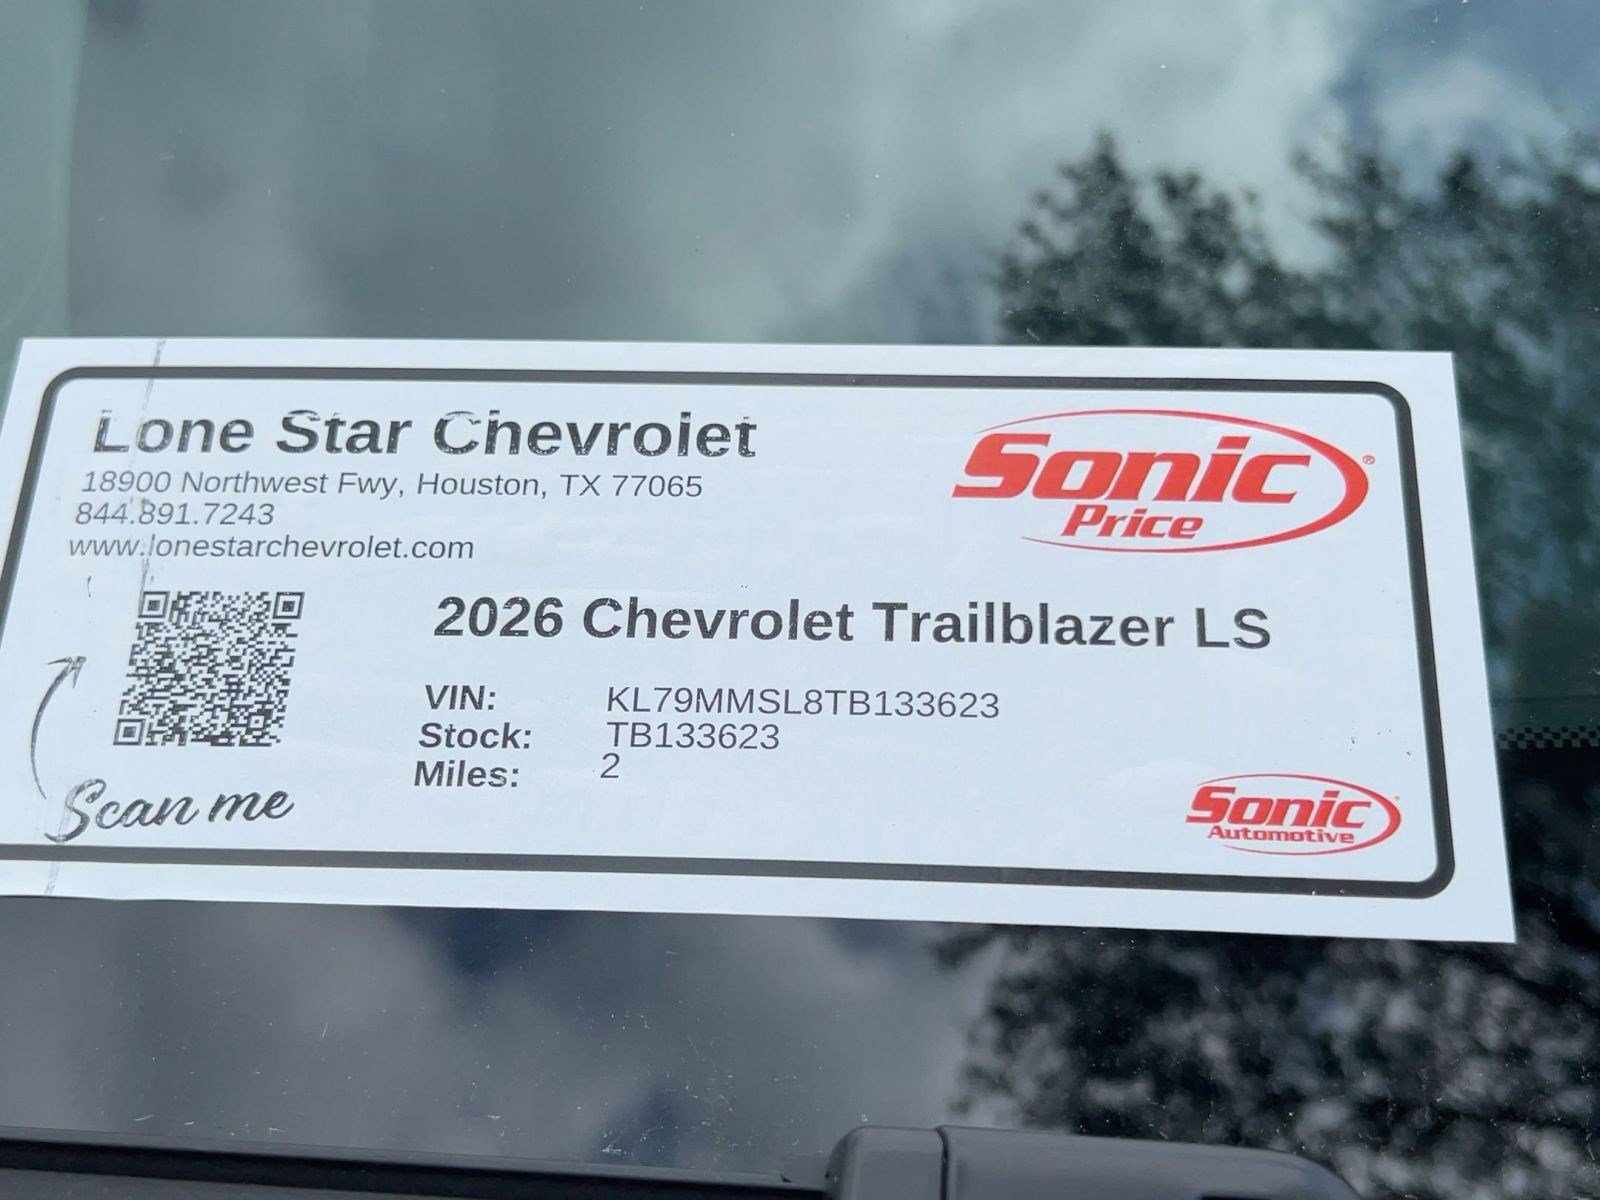 Lone Star Chevrolet
18900 Northwest Fwy, Houston, TX 77065
844.891.7243
www.lonestarchevrolet.com
Sonic®
Price
2026 Chevrolet Trailblazer LS
VIN: KL79MMSL8TB133623
Stock: TB133623
Miles: 2
Scan me
Sonic
Automotive